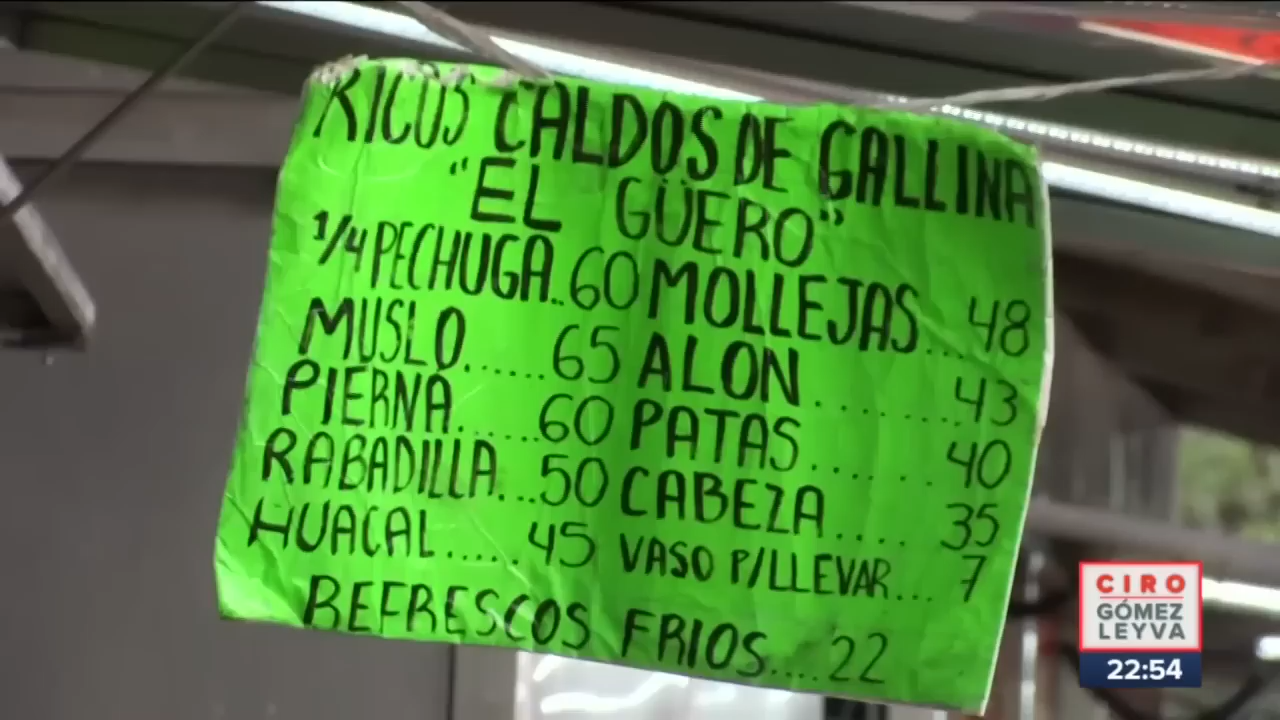 RICOS CALDOS DE GALLINA
"EL GÜERO"
1/4 PECHUGA..60 MOLLEJAS...48
MUSLO......65 ALON.......43
PIERNA.....60 PATAS......40
RABADILLA...50 CABEZA.....35
HUACAL.....45 VASO P/LLEVAR...7
REFRESCOS FRIOS....22
CIRO
GÓMEZ
LEYVA
22:54